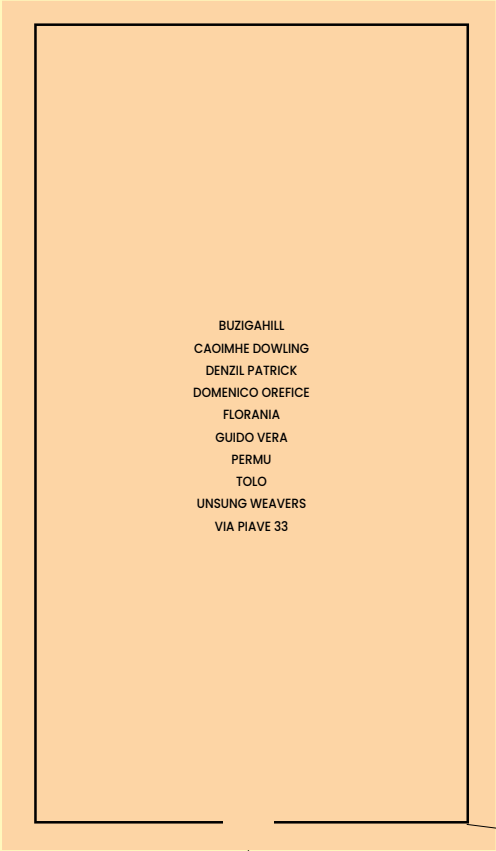 BUZIGAHILL
CAOIMHE DOWLING
DENZIL PATRICK
DOMENICO OREFICE
FLORANIA
GUIDO VERA
PERMU
TOLO
UNSUNG WEAVERS
VIA PIAVE 33